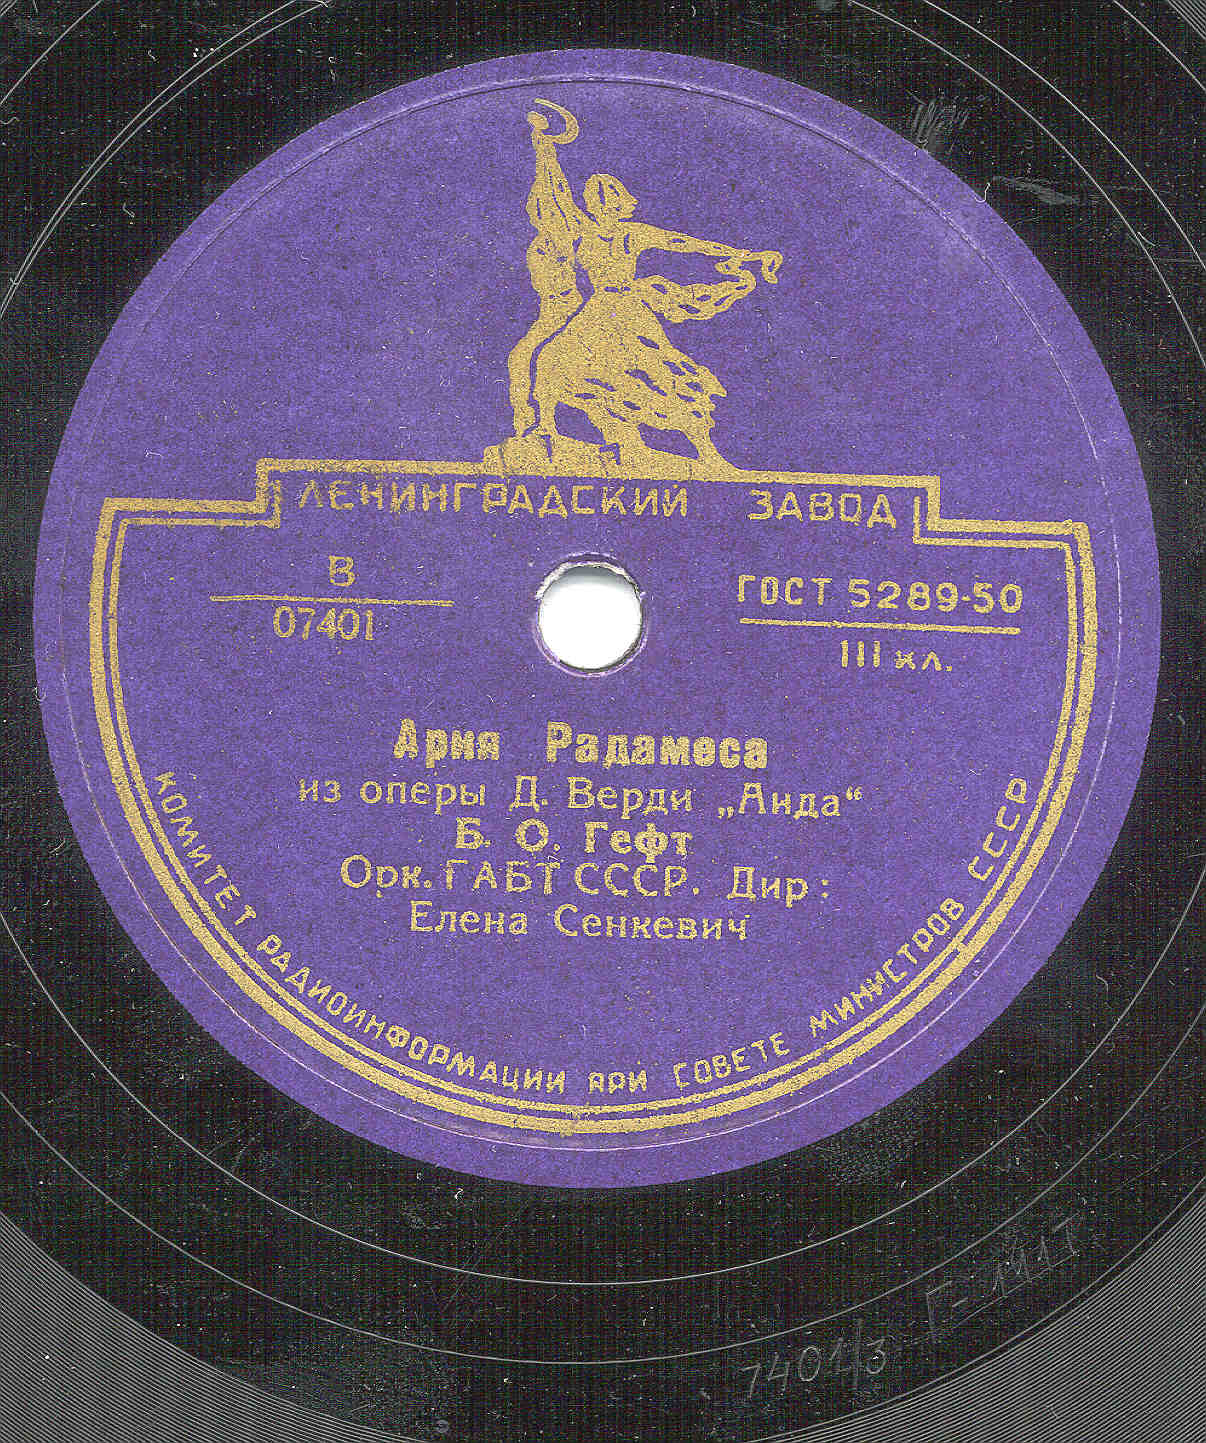 ЛЕНИНГРАДСКИЙ ЗАВОД
В
07401
ГОСТ 5289-50
III кл.
Ария Радамеса
из оперы Д. Верди „Аида“
Б. О. Гефт
Орк. ГАБТ СССР. Дир:
Елена Сенкевич
КОМИТЕТ РАДИОИНФОРМАЦИИ ПРИ СОВЕТЕ МИНИСТРОВ СССР
7401/3